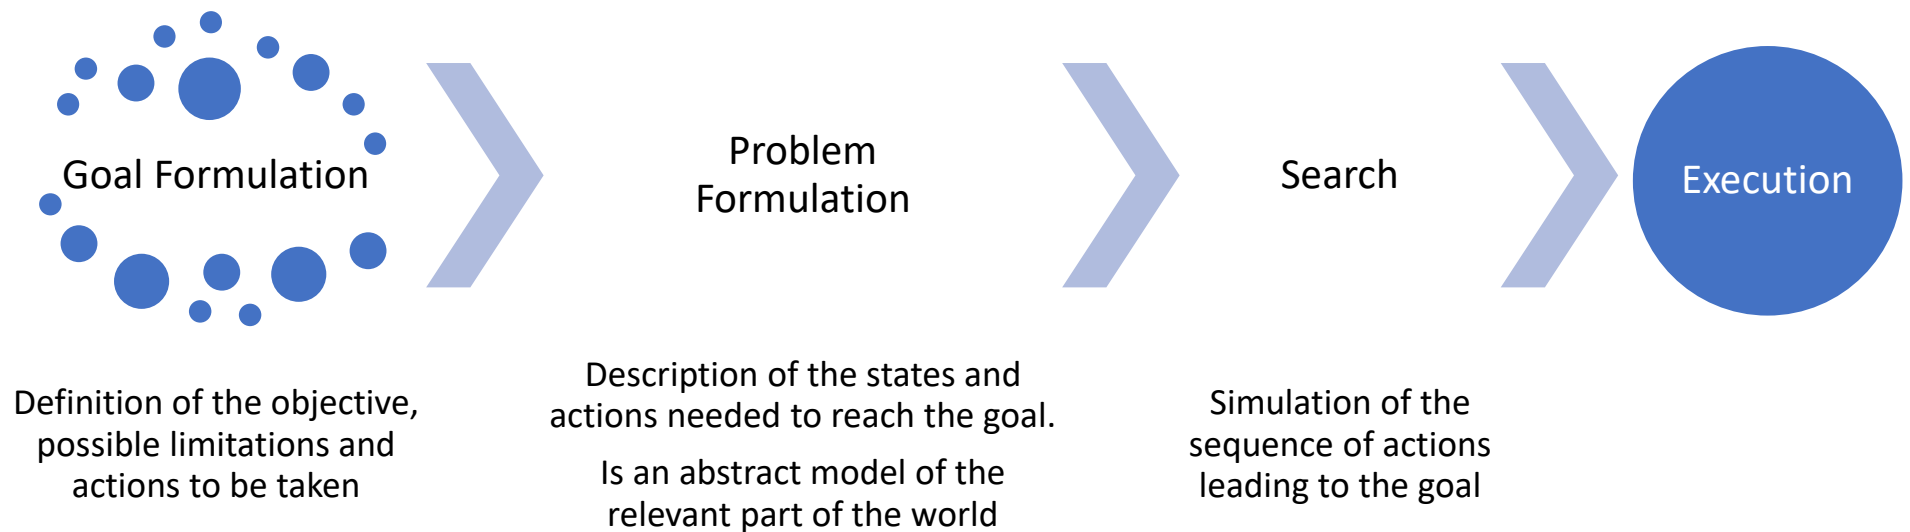 Goal Formulation
Problem
Formulation
Search
Execution
Definition of the objective,
possible limitations and
actions to be taken
Description of the states and
actions needed to reach the goal.
Is an abstract model of the
relevant part of the world
Simulation of the
sequence of actions
leading to the goal